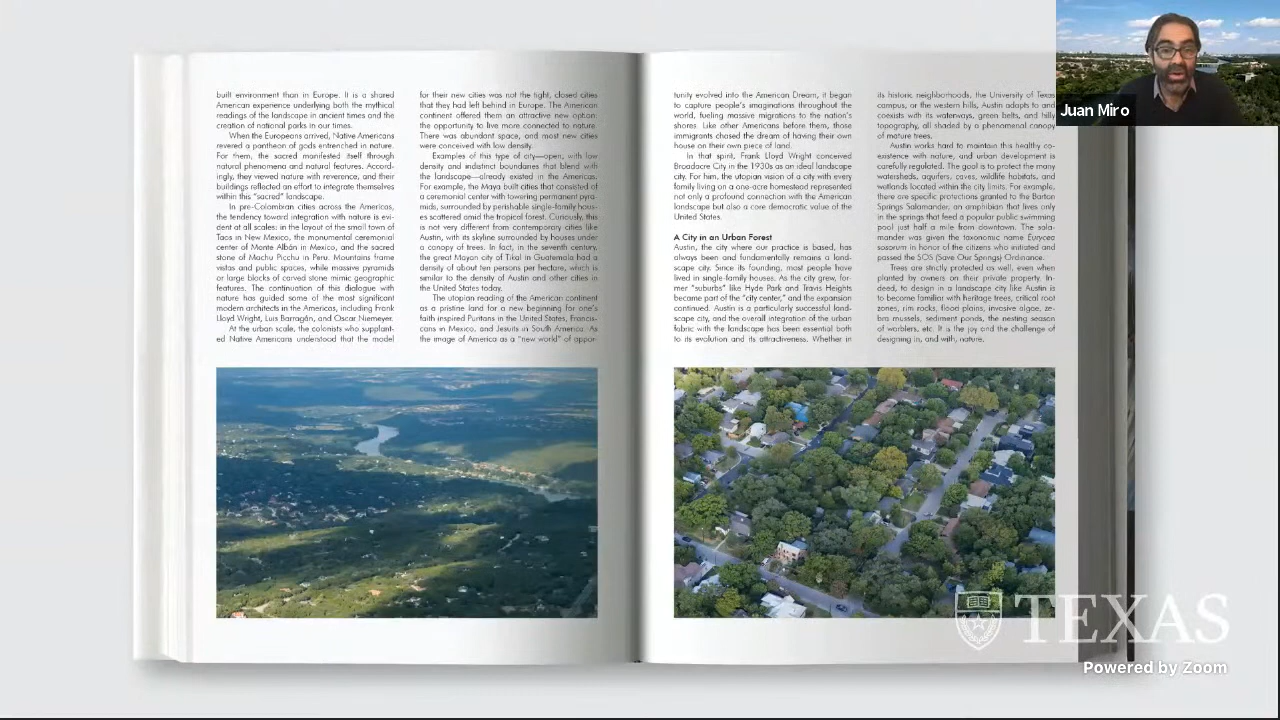 built environment than in Europe. It is a shared
American experience underlying both the mythical
readings of the landscape in ancient times and the
creation of national parks in our times.
When the Europeans arrived, Native Americans
revered a pantheon of gods entrenched in nature.
For them, the sacred manifested itself through
natural phenomena and natural features. Accord-
ingly, they viewed nature with reverence, and their
buildings reflected an effort to integrate themselves
within this “sacred” landscape.
In pre-Colombian cities across the Americas,
the tendency toward integration with nature is evi-
dent at all scales: in the layout of the small town of
Taos in New Mexico, the monumental ceremonial
center of Monte Albán in Mexico, and the sacred
stone of Machu Picchu in Peru. Mountains frame
vistas and public spaces, while massive pyramids
or large blocks of carved stone mimic geographic
features. The continuation of this dialogue with
nature has guided some of the most significant
modern architects in the Americas, including Frank
Lloyd Wright, Luis Barragán, and Oscar Niemeyer.
At the urban scale, the colonists who supplant-
ed Native Americans understood that the model
for their new cities was not the tight, closed cities
that they had left behind in Europe. The American
continent offered them an attractive new option:
the opportunity to live more connected to nature.
There was abundant space, and most new cities
were conceived with low density.
Examples of this type of city—open, with low
density and indistinct boundaries that blend with
the landscape—already existed in the Americas.
For example, the Maya built cities that consisted of
a ceremonial center with towering permanent pyra-
mids, surrounded by perishable single-family hous-
es scattered amid the tropical forest. Curiously, this
is not very different from contemporary cities like
Austin, with its skyline surrounded by houses under
a canopy of trees. In fact, in the seventh century,
the great Mayan city of Tikal in Guatemala had a
density of about ten persons per hectare, which is
similar to the density of Austin and other cities in
the United States today.
The utopian reading of the American continent
as a pristine land for a new beginning for one’s
faith inspired Puritans in the United States, Francis-
cans in Mexico, and Jesuits in South America. As
the image of America as a “new world” of oppor-
tunity evolved into the American Dream, it began
to capture people’s imaginations throughout the
world, fueling massive migrations to the nation’s
shores. Like other Americans before them, those
immigrants chased the dream of having their own
house on their own piece of land.
In that spirit, Frank Lloyd Wright conceived
Broadacre City in the 1930s as an ideal landscape
city. For him, the utopian vision of a city with every
family living on a one-acre homestead represented
not only a profound connection with the American
landscape but also a core democratic value of the
United States.
A City in an Urban Forest
Austin, the city where our practice is based, has
always been and fundamentally remains a land-
scape city. Since its founding, most people have
lived in single-family houses. As the city grew, for-
mer “suburbs” like Hyde Park and Travis Heights
became part of the “city center,” and the expansion
continued. Austin is a particularly successful land-
scape city, and the overall integration of the urban
fabric with the landscape has been essential both
to its evolution and its attractiveness. Whether in
its historic neighborhoods, the University of Texas
campus, or the western hills, Austin adapts to and
coexists with its waterways, green belts, and hilly
topography, all shaded by a phenomenal canopy
of mature trees.
Austin works hard to maintain this healthy co-
existence with nature, and urban development is
carefully regulated. The goal is to protect the many
watersheds, aquifers, caves, wildlife habitats, and
wetlands located within the city limits. For example,
there are specific protections granted to the Barton
Springs Salamander, an amphibian that lives only
in the springs that feed a popular public swimming
pool just half a mile from downtown. The sala-
mander was given the taxonomic name Eurycea
sosorum in honor of the citizens who initiated and
passed the SOS (Save Our Springs) Ordinance.
Trees are strictly protected as well, even when
planted by owners on their private property. In-
deed, to design in a landscape city like Austin is
to become familiar with heritage trees, critical root
zones, rim rocks, flood plains, invasive algae, ze-
bra mussels, sediment ponds, the nesting season
of warblers, etc. It is the joy and the challenge of
designing in, and with, nature.
Juan Miro
TEXAS
Powered by Zoom